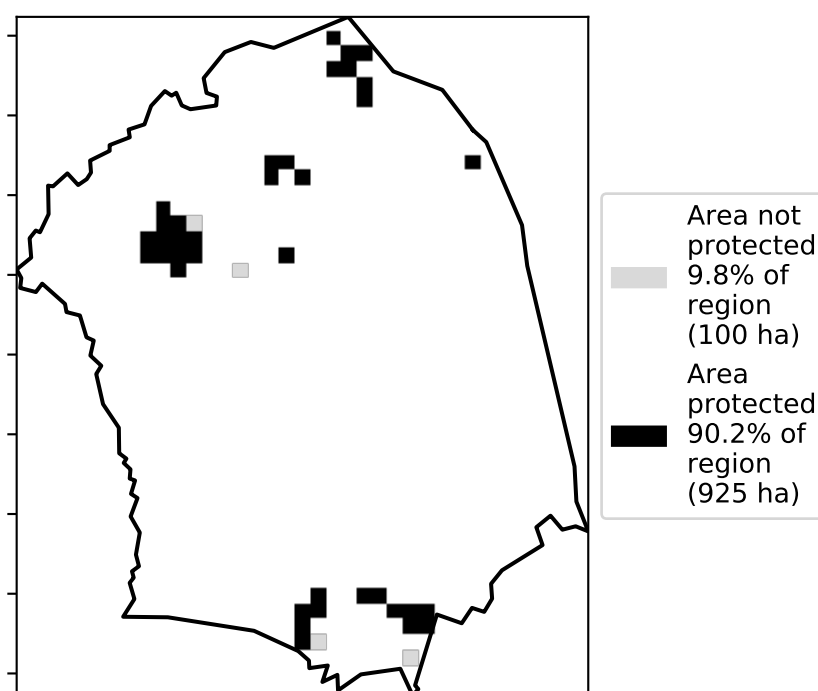 Area not
protected
9.8% of
region
(100 ha)
Area
protected
90.2% of
region
(925 ha)